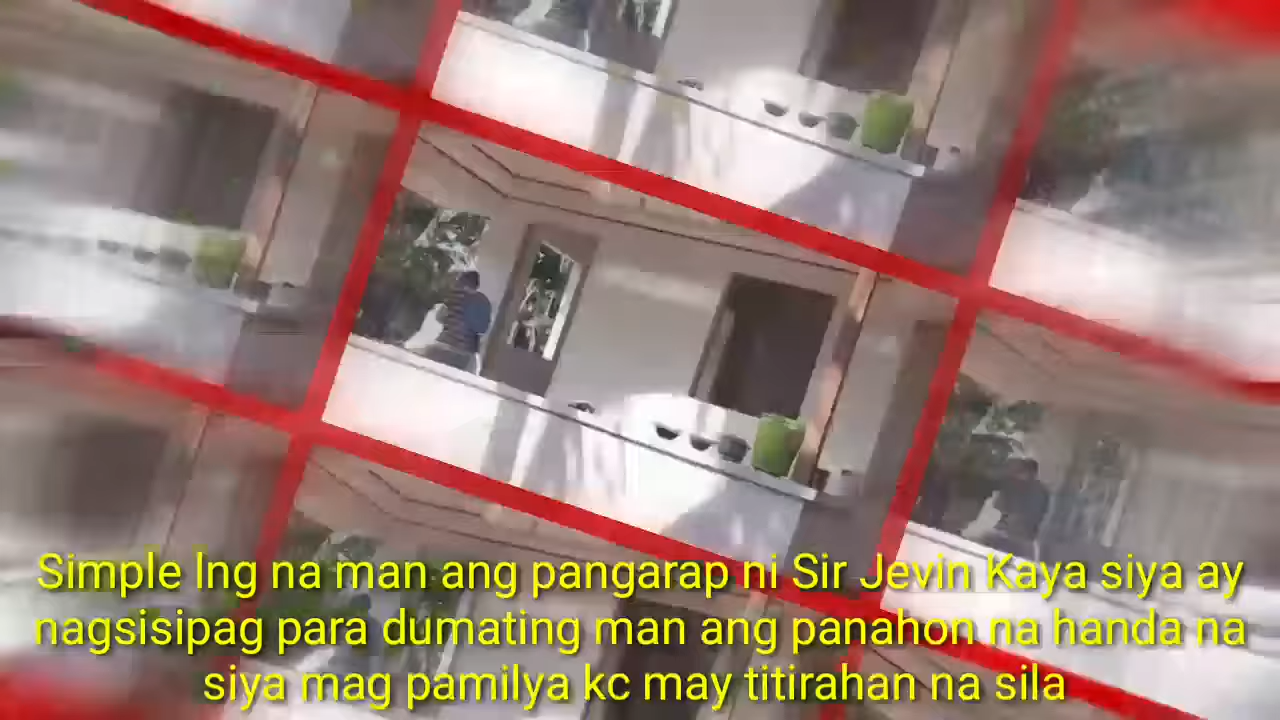 Simple lng na man ang pangarap ni Sir Jevin Kaya siya ay
nagsisipag para dumating man ang panahon na handa na
siya mag pamilya kc may titirahan na sila